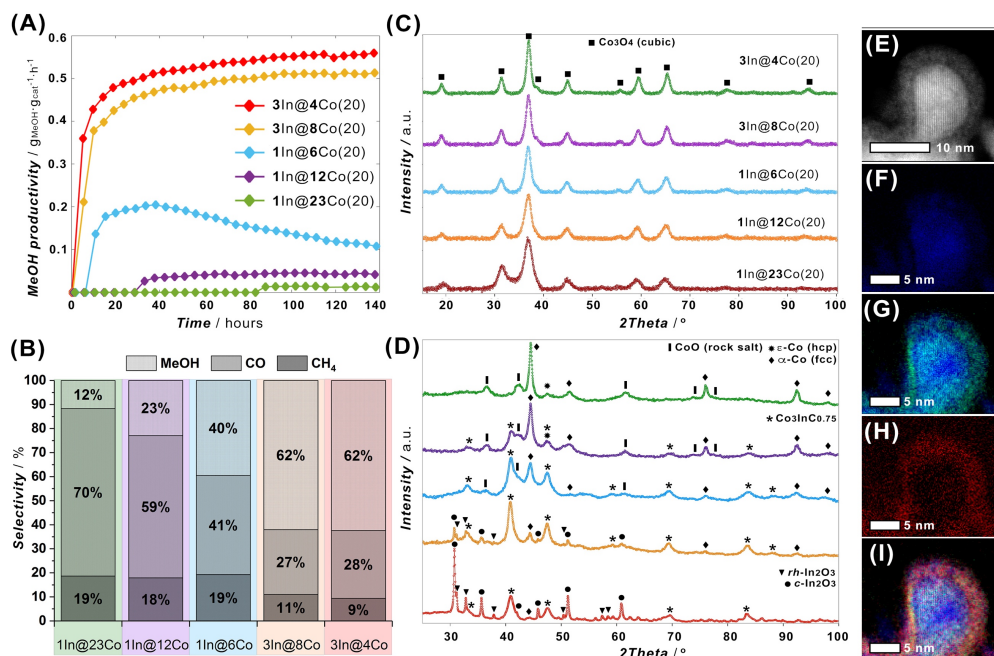 (A)
MeOH productivity / gMeOH·gcat⁻¹·h⁻¹
0.6
0.5
0.4
0.3
0.2
0.1
0 20 40 60 80 100 120 140
Time / hours
3In@4Co(20)
3In@8Co(20)
1In@6Co(20)
1In@12Co(20)
1In@23Co(20)
(B)
MeOH CO CH4
Selectivity / %
100
90
80
70
60
50
40
30
20
10
0
12% 23% 40% 62% 62%
70% 59% 41% 27% 28%
19% 18% 19% 11% 9%
1In@23Co 1In@12Co 1In@6Co 3In@8Co 3In@4Co
(C)
Intensity / a.u.
Co3O4 (cubic)
3In@4Co(20)
3In@8Co(20)
1In@6Co(20)
1In@12Co(20)
1In@23Co(20)
20 30 40 50 60 70 80 90 100
2Theta / º
(D)
Intensity / a.u.
CoO (rock salt) ε-Co (hcp)
α-Co (fcc)
Co3InC0.75
rh-In2O3
c-In2O3
30 40 50 60 70 80 90 100
2Theta / º
(E)
10 nm
(F)
5 nm
(G)
5 nm
(H)
5 nm
(I)
5 nm